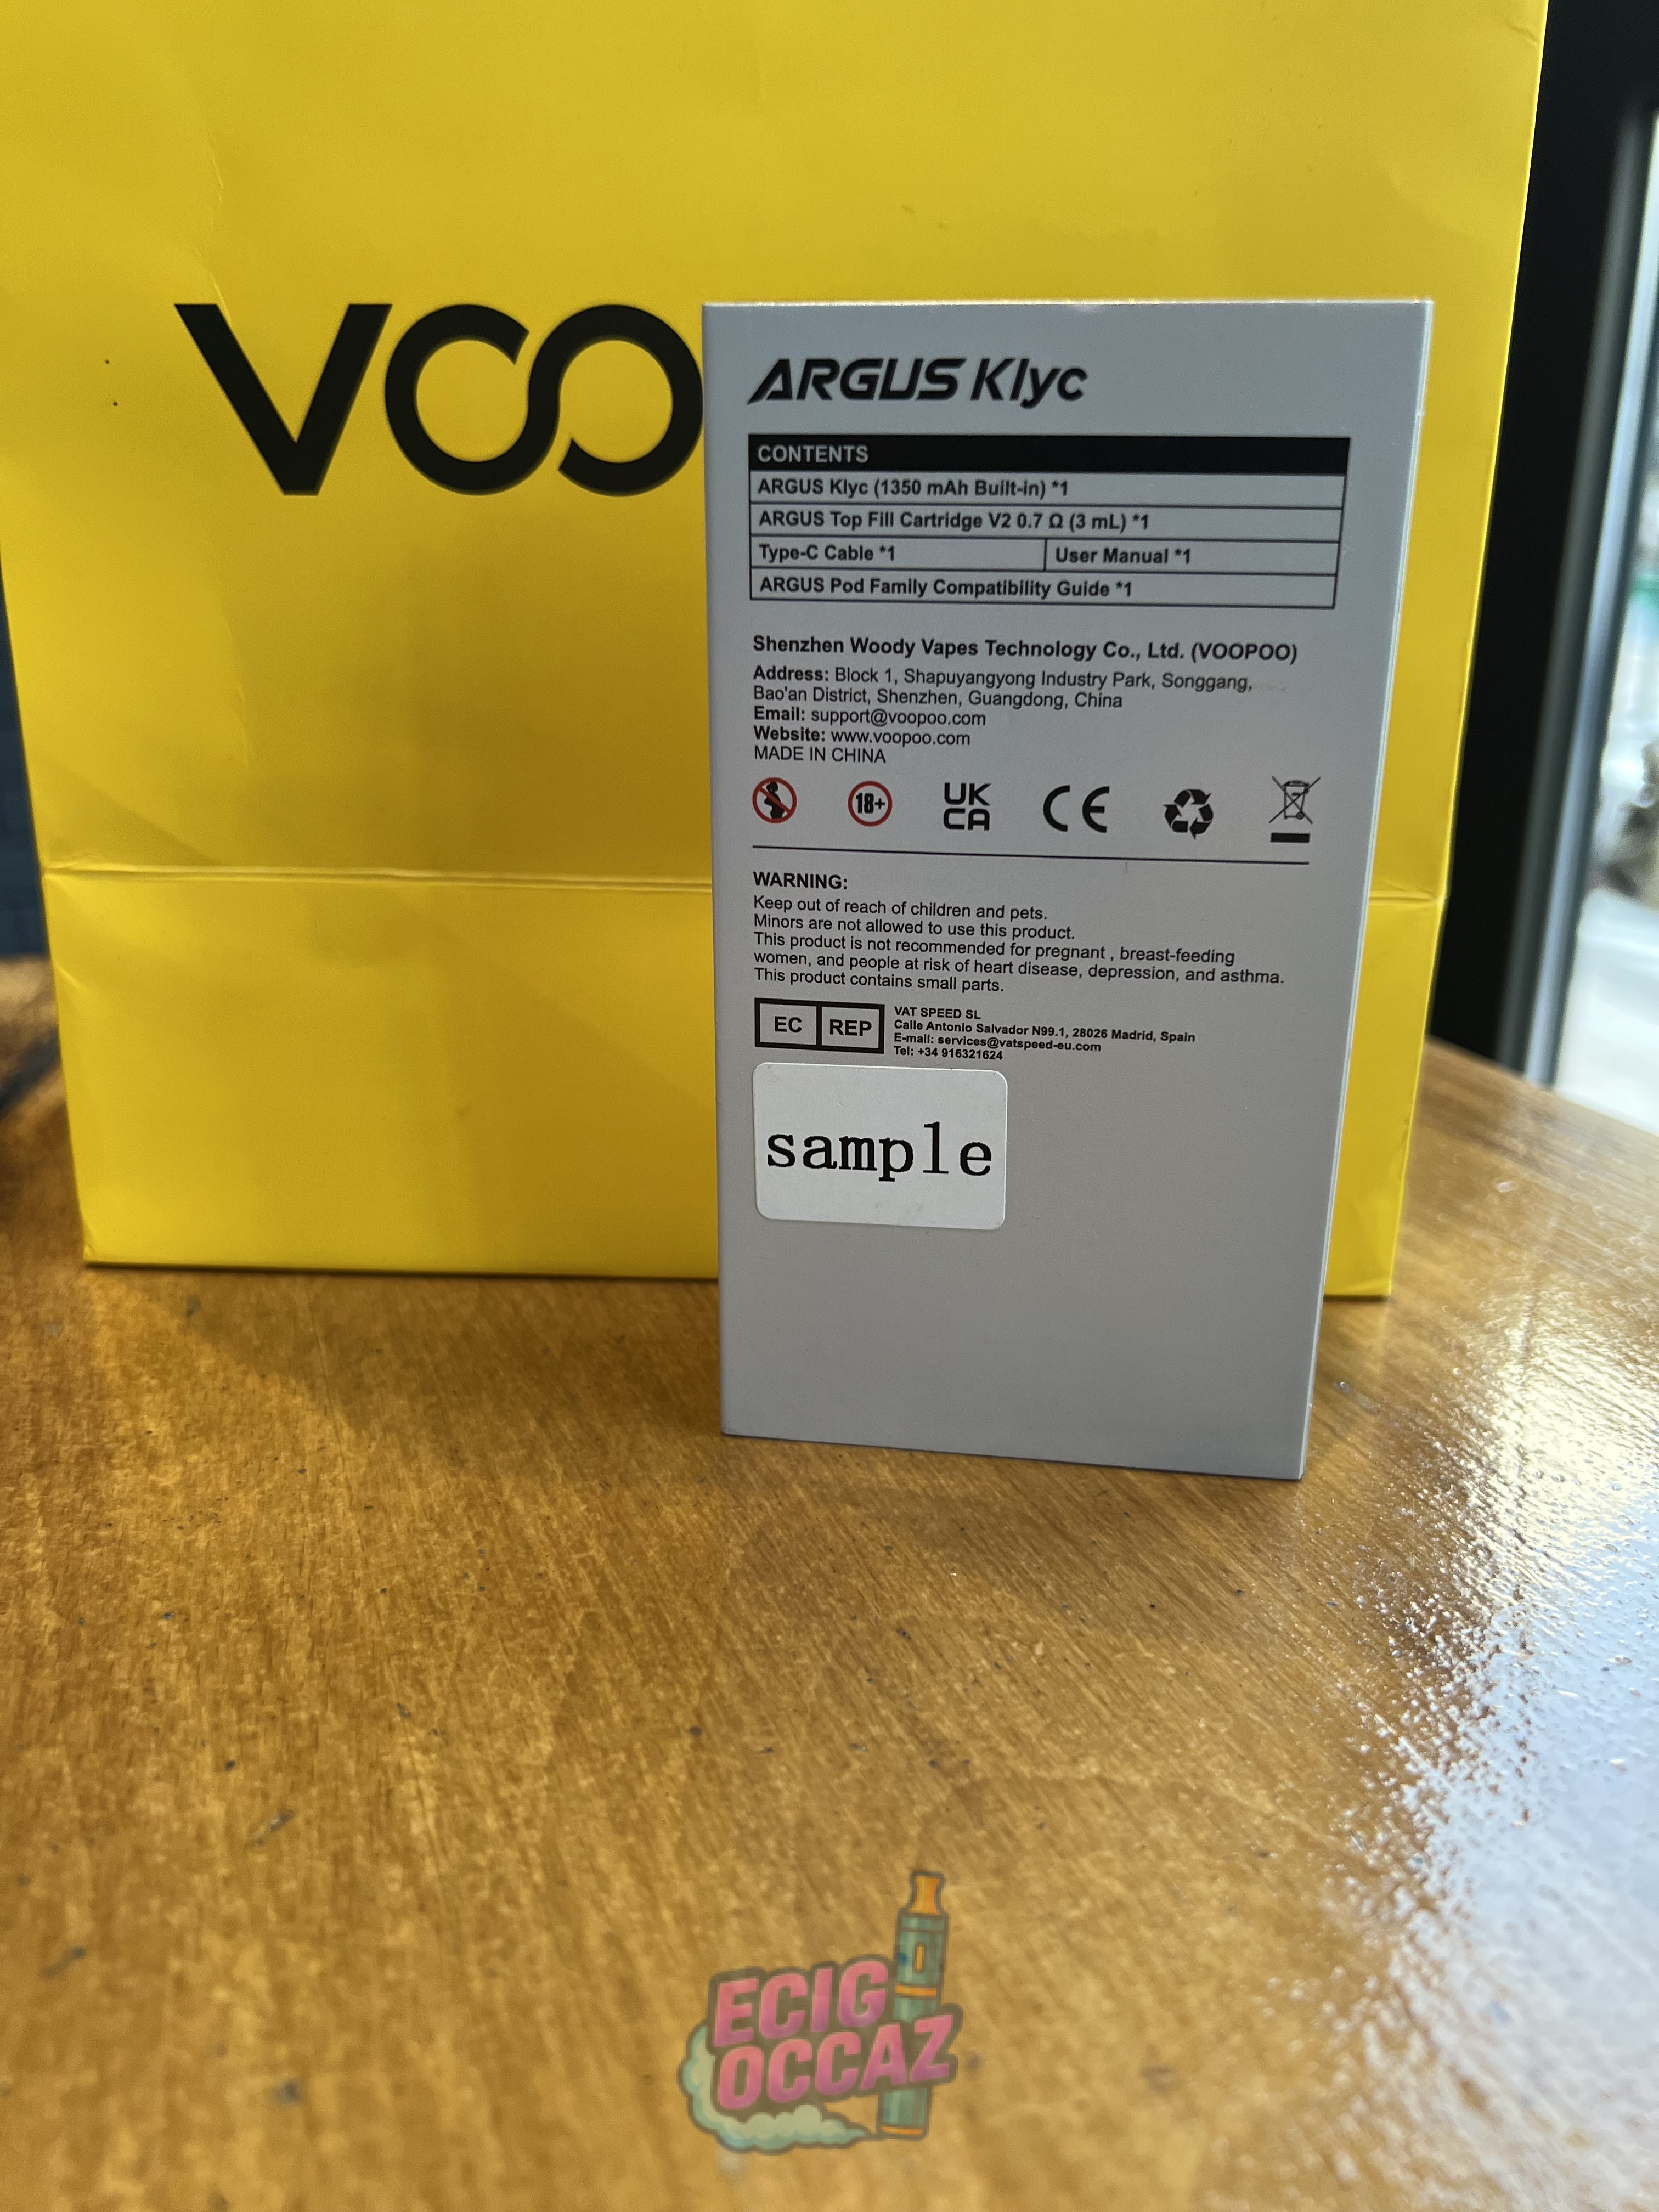 VOO
ARGUS Klyc
CONTENTS
ARGUS Klyc (1350 mAh Built-in) *1
ARGUS Top Fill Cartridge V2 0.7 Ω (3 mL) *1
Type-C Cable *1
User Manual *1
ARGUS Pod Family Compatibility Guide *1
Shenzhen Woody Vapes Technology Co., Ltd. (VOOPOO)
Address: Block 1, Shapuyangyong Industry Park, Songgang,
Bao'an District, Shenzhen, Guangdong, China
Email: support@voopoo.com
Website: www.voopoo.com
MADE IN CHINA
18+
UK
CA
CE
WARNING:
Keep out of reach of children and pets.
Minors are not allowed to use this product.
This product is not recommended for pregnant , breast-feeding
women, and people at risk of heart disease, depression, and asthma.
This product contains small parts.
EC REP
VAT SPEED SL
Calle Antonio Salvador N99.1, 28026 Madrid, Spain
E-mail: services@vatspeed-eu.com
Tel: +34 916321624
sample
ECIG
OCCAZ